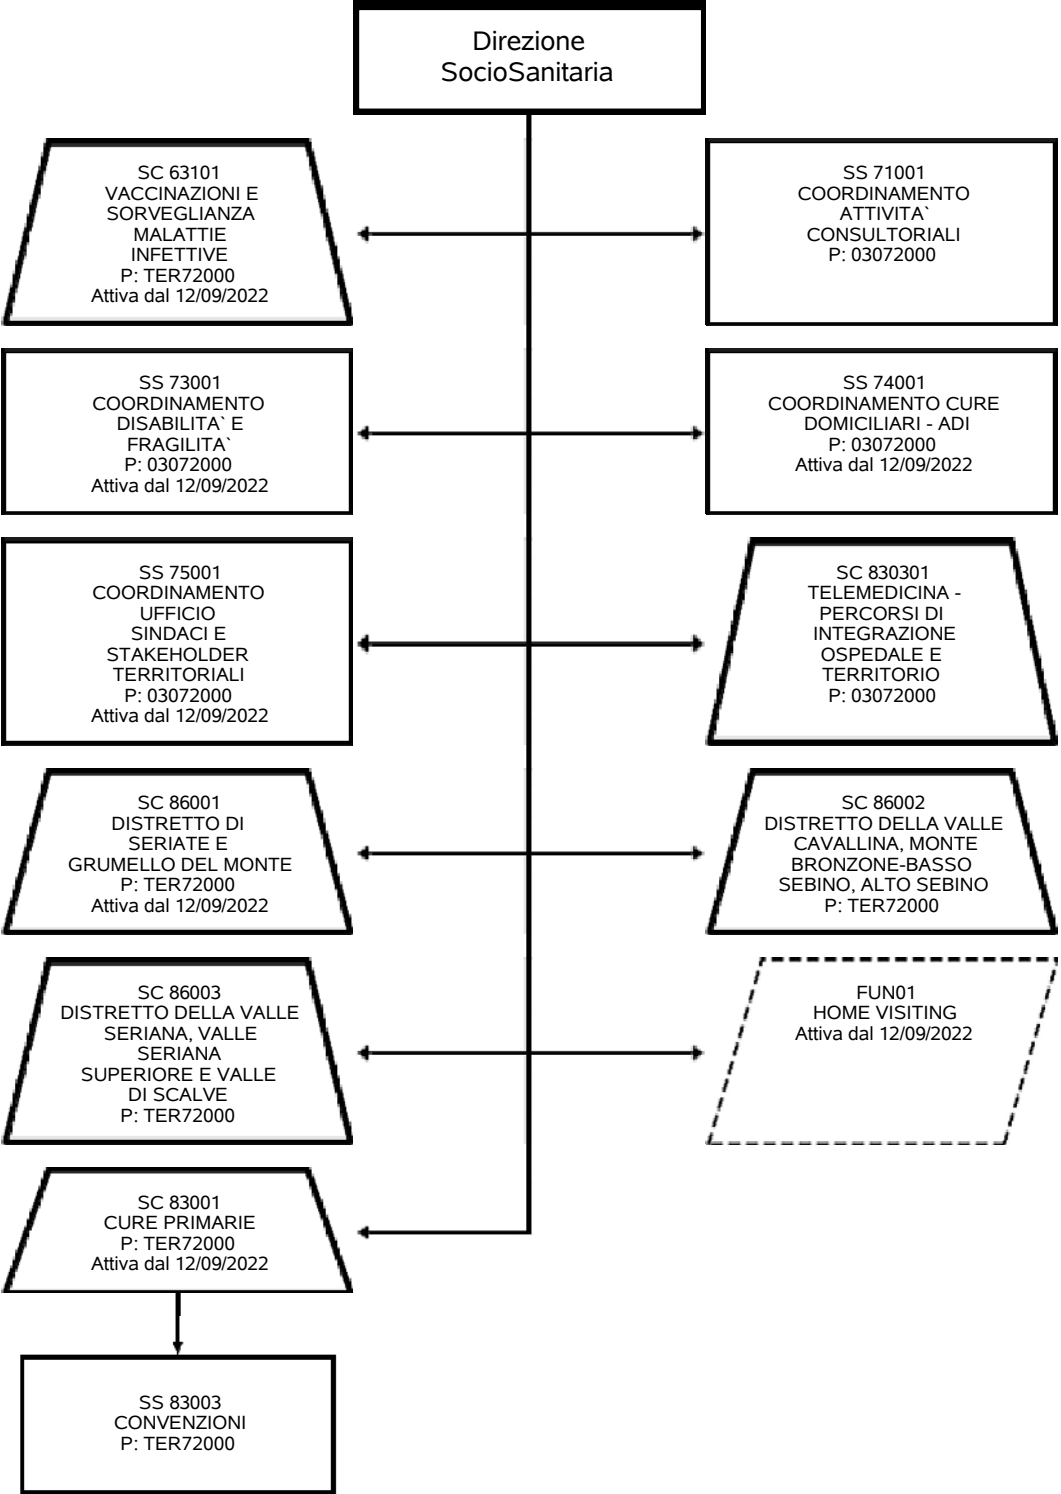 Direzione
SocioSanitaria
SC 63101
VACCINAZIONI E
SORVEGLIANZA
MALATTIE
INFETTIVE
P: TER72000
Attiva dal 12/09/2022
SS 71001
COORDINAMENTO
ATTIVITA`
CONSULTORIALI
P: 03072000
SS 73001
COORDINAMENTO
DISABILITA` E
FRAGILITA`
P: 03072000
Attiva dal 12/09/2022
SS 74001
COORDINAMENTO CURE
DOMICILIARI - ADI
P: 03072000
Attiva dal 12/09/2022
SS 75001
COORDINAMENTO
UFFICIO
SINDACI E
STAKEHOLDER
TERRITORIALI
P: 03072000
Attiva dal 12/09/2022
SC 830301
TELEMEDICINA -
PERCORSI DI
INTEGRAZIONE
OSPEDALE E
TERRITORIO
P: 03072000
SC 86001
DISTRETTO DI
SERIATE E
GRUMELLO DEL MONTE
P: TER72000
Attiva dal 12/09/2022
SC 86002
DISTRETTO DELLA VALLE
CAVALLINA, MONTE
BRONZONE-BASSO
SEBINO, ALTO SEBINO
P: TER72000
SC 86003
DISTRETTO DELLA VALLE
SERIANA, VALLE
SERIANA
SUPERIORE E VALLE
DI SCALVE
P: TER72000
FUN01
HOME VISITING
Attiva dal 12/09/2022
SC 83001
CURE PRIMARIE
P: TER72000
Attiva dal 12/09/2022
SS 83003
CONVENZIONI
P: TER72000